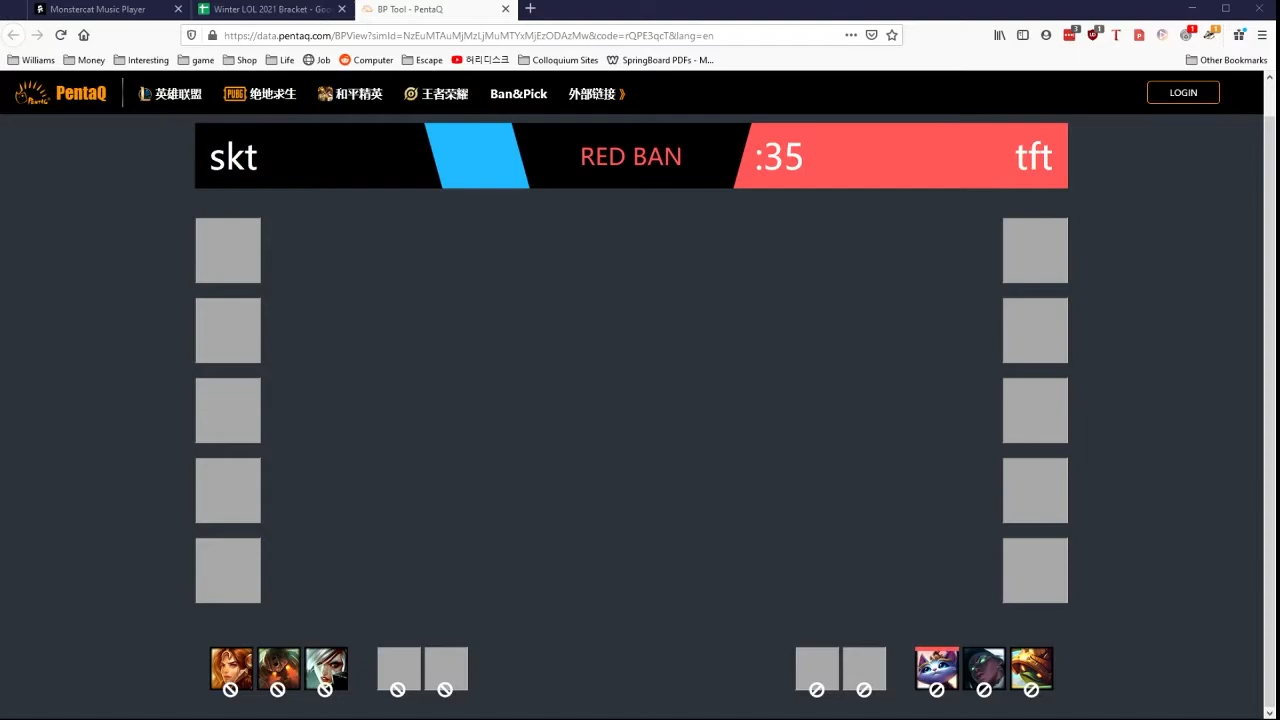 Monstercat Music Player
Winter LOL 2021 Bracket - Goo
BP Tool - PentaQ
https://data.pentaq.com/BPView?simId=NzEuMTAuMjMzLjMuMTYxMjEzODAzMw&code=rQPE3qcT&lang=en
Williams
Money
Interesting
game
Shop
Life
Job
Computer
Escape
허리디스크
Colloquium Sites
SpringBoard PDFs - M...
Other Bookmarks
PentaQ
英雄联盟
绝地求生
和平精英
王者荣耀
Ban&Pick
外部链接 》
LOGIN
skt
RED BAN
:35
tft